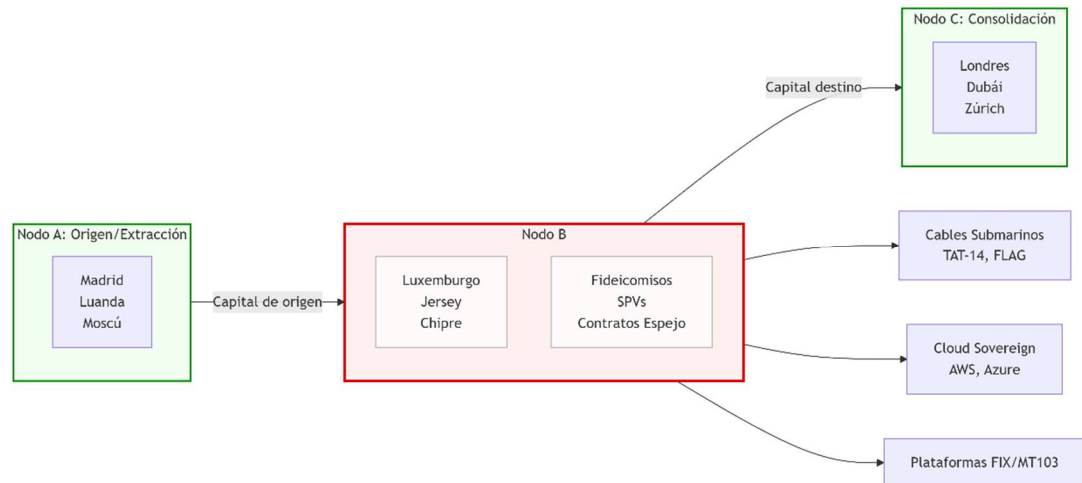 Nodo A: Origen/Extracción
Madrid
Luanda
Moscú
Capital de origen
Nodo B
Luxemburgo
Jersey
Chipre
Fideicomisos
SPVs
Contratos Espejo
Capital destino
Nodo C: Consolidación
Londres
Dubái
Zúrich
Cables Submarinos
TAT-14, FLAG
Cloud Sovereign
AWS, Azure
Plataformas FIX/MT103